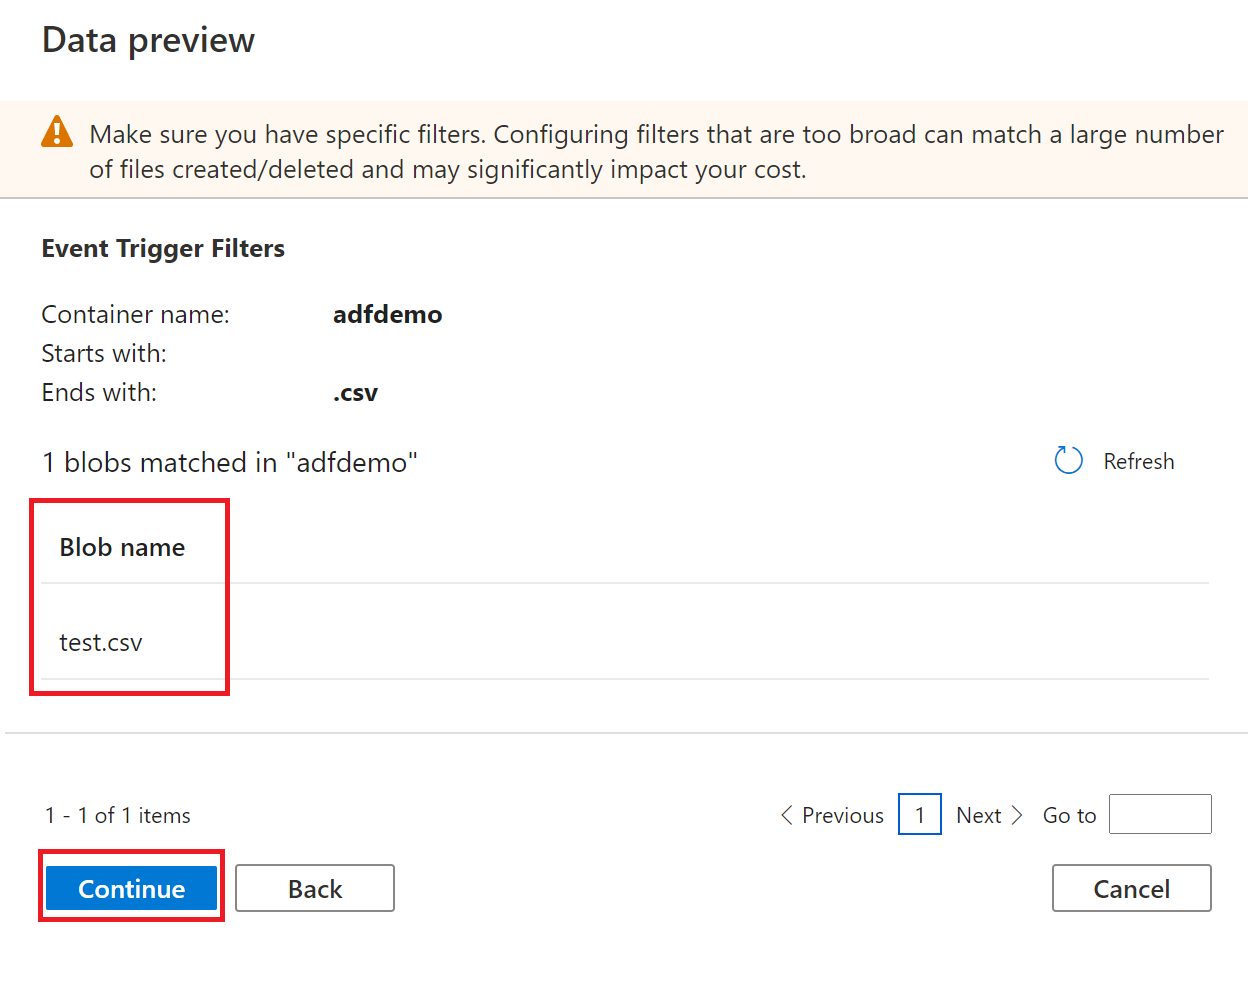 Data preview
Make sure you have specific filters. Configuring filters that are too broad can match a large number
of files created/deleted and may significantly impact your cost.
Event Trigger Filters
Container name: adfdemo
Starts with:
Ends with: .csv
1 blobs matched in "adfdemo" Refresh
Blob name
test.csv
1 - 1 of 1 items Previous 1 Next Go to
Continue Back Cancel